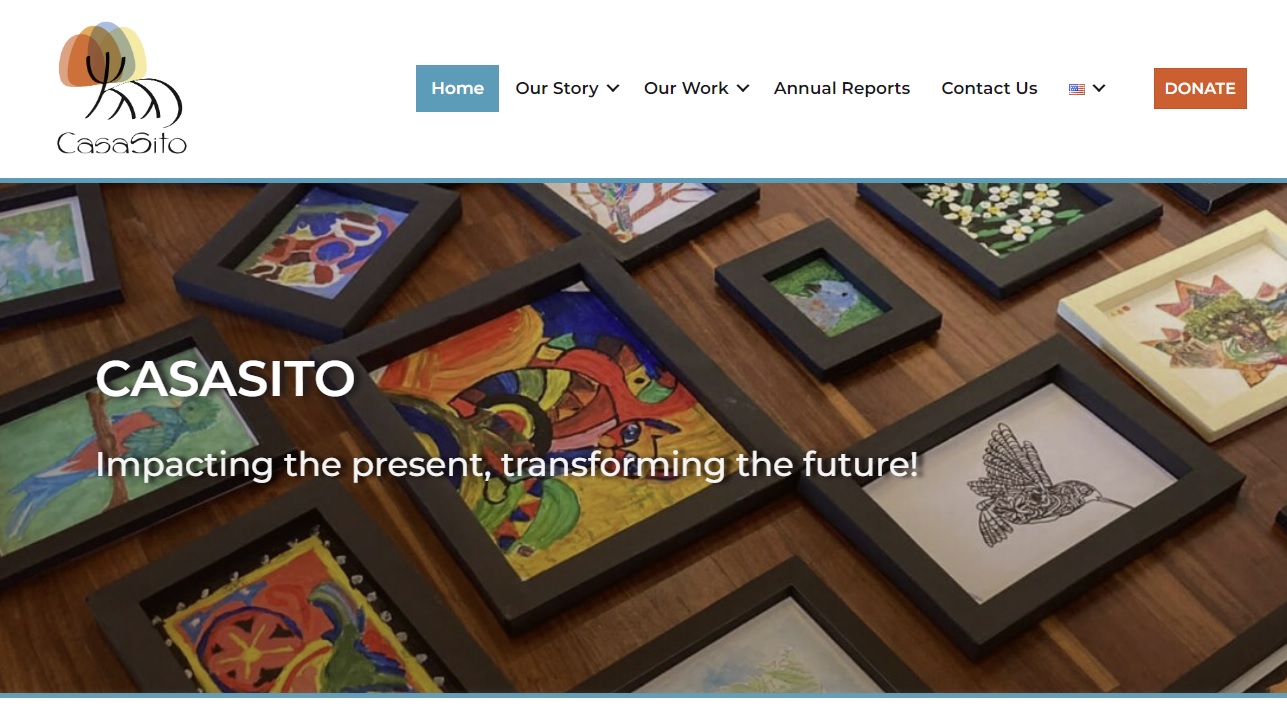 CasaSito
Home
Our Story
Our Work
Annual Reports
Contact Us
DONATE
CASASITO
Impacting the present, transforming the future!